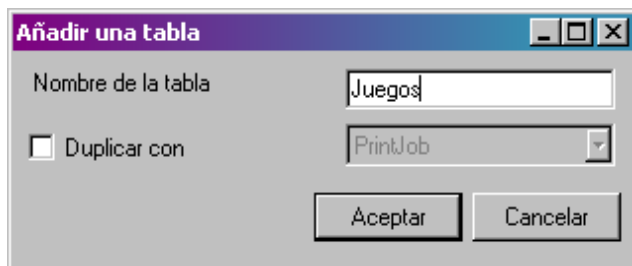 Añadir una tabla
Nombre de la tabla Juegos
Duplicar con PrintJob
Aceptar Cancelar